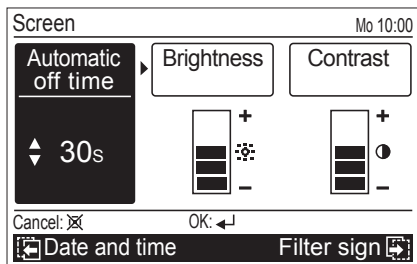 Screen Mo 10:00
Automatic off time Brightness Contrast
30s
+ +
– –
Cancel: OK:
Date and time Filter sign